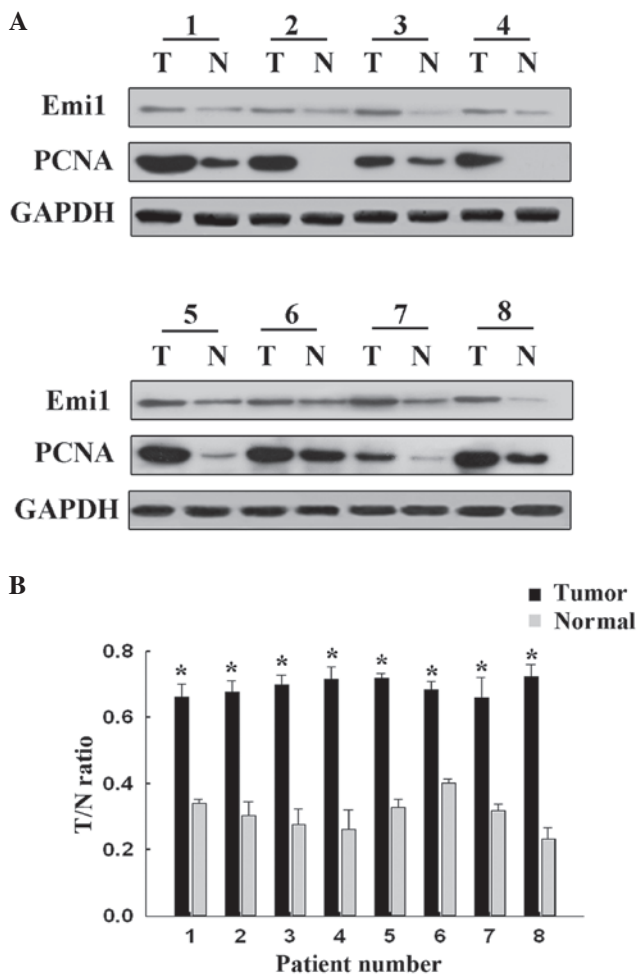 A
1 2 3 4
T N T N T N T N
Emi1
PCNA
GAPDH
5 6 7 8
T N T N T N T N
Emi1
PCNA
GAPDH
B
Tumor
Normal
0.8
0.6
0.4
0.2
0.0
T/N ratio
* * * * * * * *
1 2 3 4 5 6 7 8
Patient number